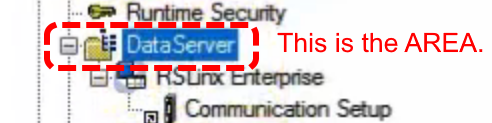 Runtime Security
DataServer This is the AREA.
RSLinx Enterprise
Communication Setup